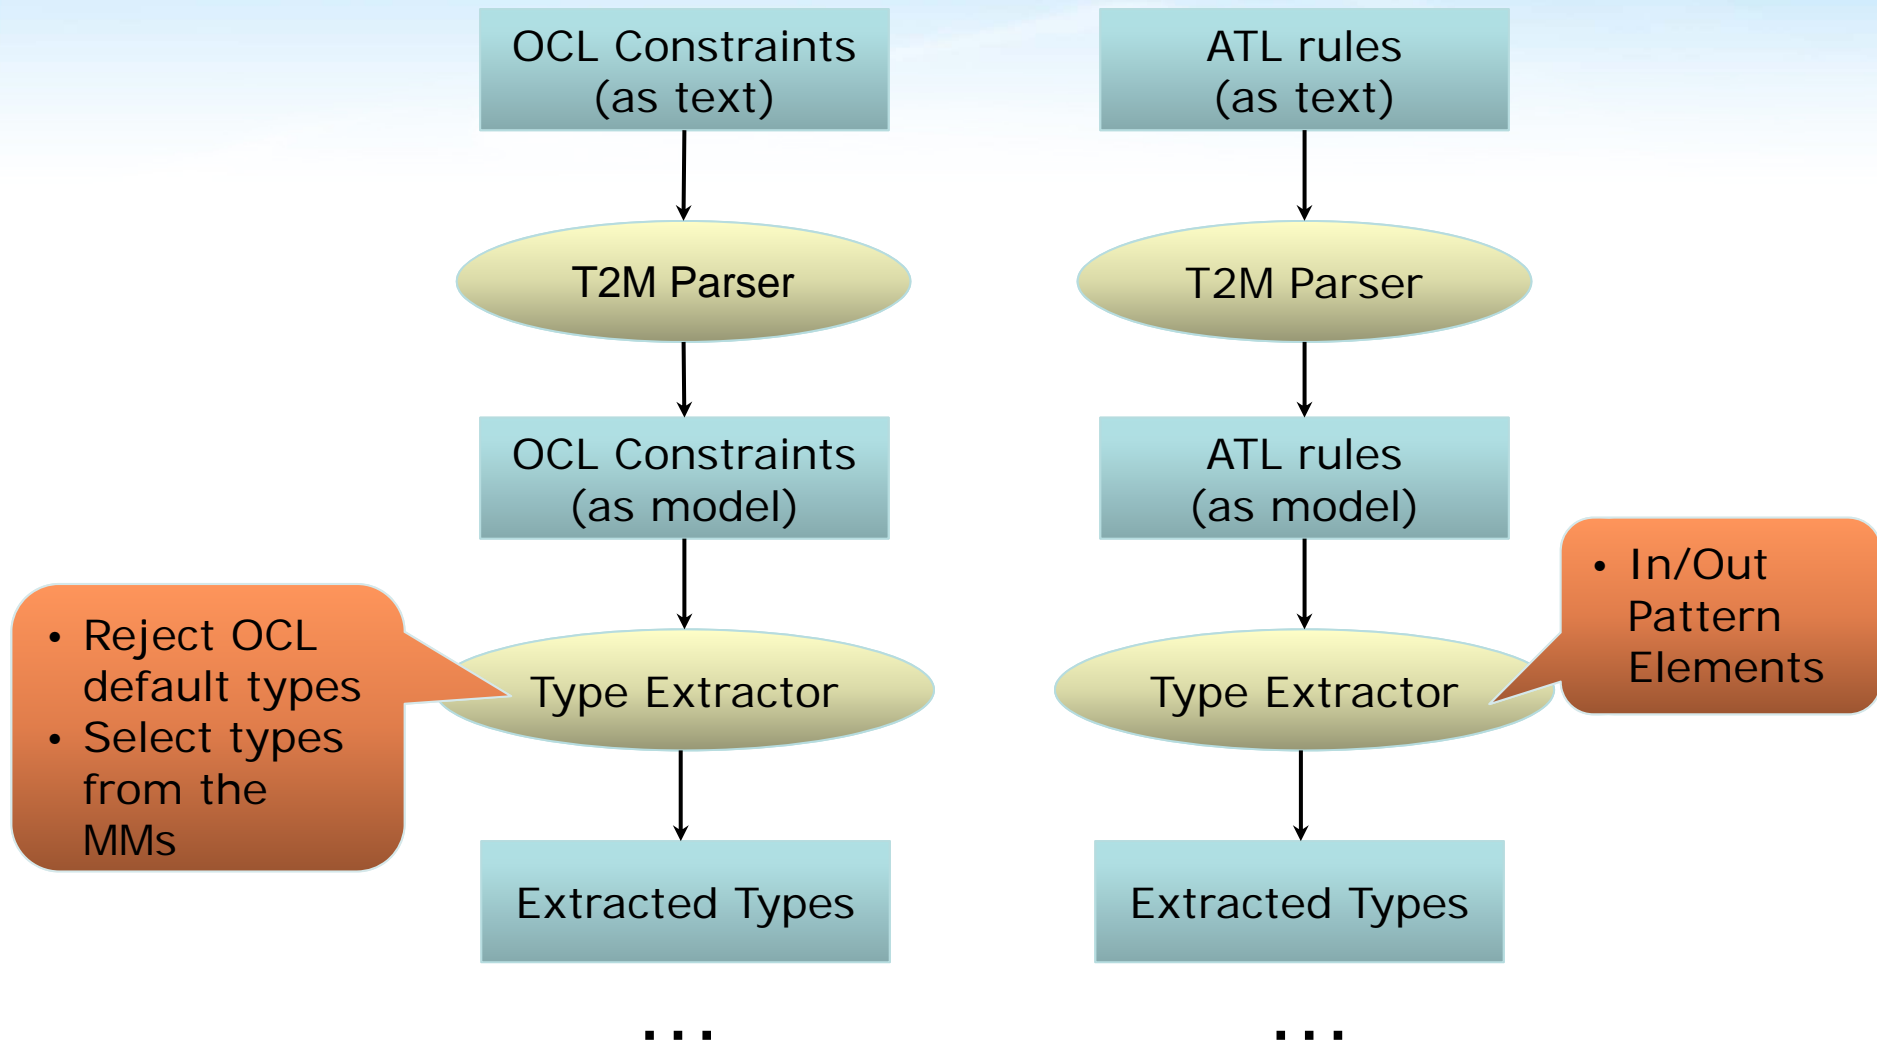 OCL Constraints
(as text)
T2M Parser
OCL Constraints
(as model)
• Reject OCL
default types
• Select types
from the
MMs
Type Extractor
Extracted Types
...
ATL rules
(as text)
T2M Parser
ATL rules
(as model)
• In/Out
Pattern
Elements
Type Extractor
Extracted Types
...